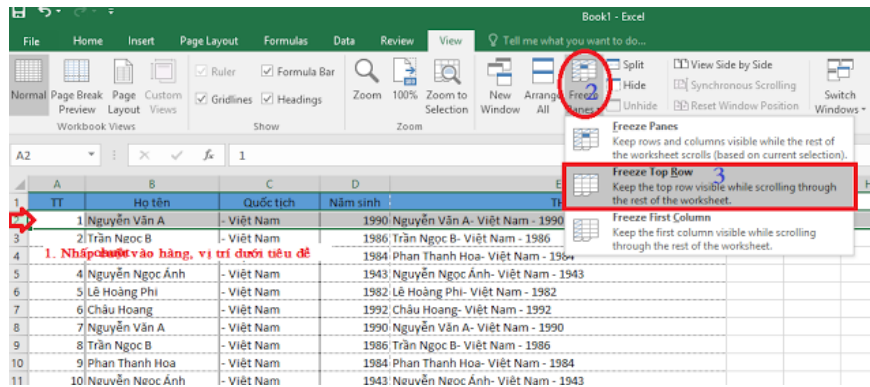 Book1 - Excel
File Home Insert Page Layout Formulas Data Review View Tell me what you want to do...
Normal Page Break Preview Page Layout Custom Views
Workbook Views
Ruler Formula Bar
Gridlines Headings
Show
Zoom 100% Zoom to Selection
Zoom
New Window Arrange All Freeze Panes
2
Split
Hide
Unhide
View Side by Side
Synchronous Scrolling
Reset Window Position
Switch Windows
Freeze Panes
Keep rows and columns visible while the rest of
the worksheet scrolls (based on current selection).
Freeze Top Row 3
Keep the top row visible while scrolling through
the rest of the worksheet.
Freeze First Column
Keep the first column visible while scrolling
through the rest of the worksheet.
A2 fx 1
A B C D E H
1 TT Họ tên Quốc tịch Năm sinh
2 1 Nguyễn Văn A - Việt Nam 1990 Nguyễn Văn A- Việt Nam - 1990
3 2 Trần Ngọc B - Việt Nam 1986 Trần Ngọc B- Việt Nam - 1986
4 1. Nhấp chuột vào hàng, vị trí dưới tiêu đề 1984 Phan Thanh Hoa- Việt Nam - 1984
5 4 Nguyễn Ngọc Ánh - Việt Nam 1943 Nguyễn Ngọc Ánh- Việt Nam - 1943
6 5 Lê Hoàng Phi - Việt Nam 1982 Lê Hoàng Phi- Việt Nam - 1982
7 6 Châu Hoang - Việt Nam 1992 Châu Hoang- Việt Nam - 1992
8 7 Nguyễn Văn A - Việt Nam 1990 Nguyễn Văn A- Việt Nam - 1990
9 8 Trần Ngọc B - Việt Nam 1986 Trần Ngọc B- Việt Nam - 1986
10 9 Phan Thanh Hoa - Việt Nam 1984 Phan Thanh Hoa- Việt Nam - 1984
11 10 Nguyễn Ngọc Ánh - Việt Nam 1943 Nguyễn Ngọc Ánh- Việt Nam - 1943